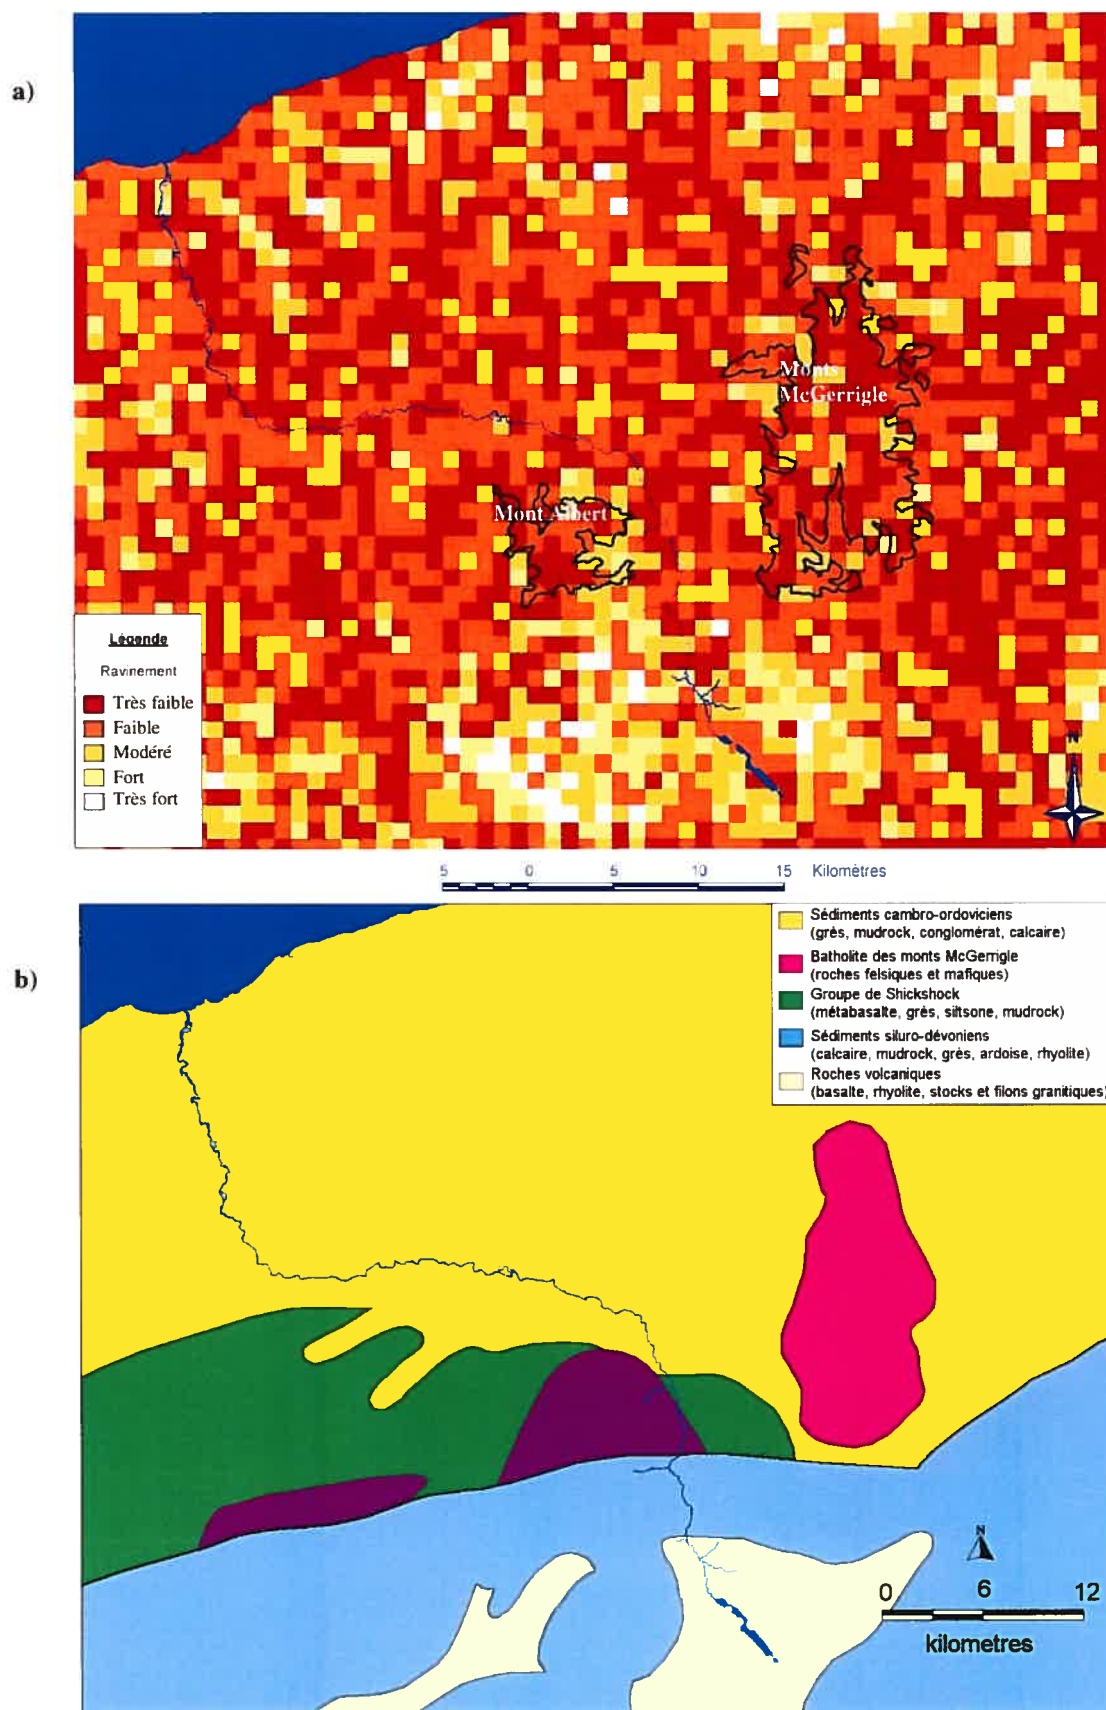 a)
Monts
McGerrigle
Mont Albert
Légende
Ravinement
Très faible
Faible
Modéré
Fort
Très fort
N
5 0 5 10 15 Kilomètres
b)
Sédiments cambro-ordoviciens
(grès, mudrock, conglomérat, calcaire)
Batholite des monts McGerrigle
(roches felsiques et mafiques)
Groupe de Shickshock
(métabasalte, grès, siltsone, mudrock)
Sédiments siluro-dévoniens
(calcaire, mudrock, grès, ardoise, rhyolite)
Roches volcaniques
(basalte, rhyolite, stocks et filons granitiques)
N
0 6 12
kilometres